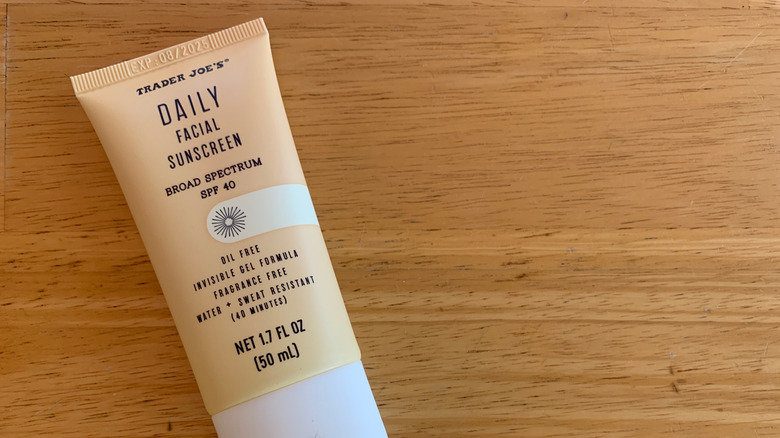 EXP: 08/2025
TRADER JOE'S®
DAILY
FACIAL
SUNSCREEN
BROAD SPECTRUM
SPF 40
OIL FREE
INVISIBLE GEL FORMULA
FRAGRANCE FREE
WATER + SWEAT RESISTANT
(40 MINUTES)
NET 1.7 FL OZ
(50 mL)